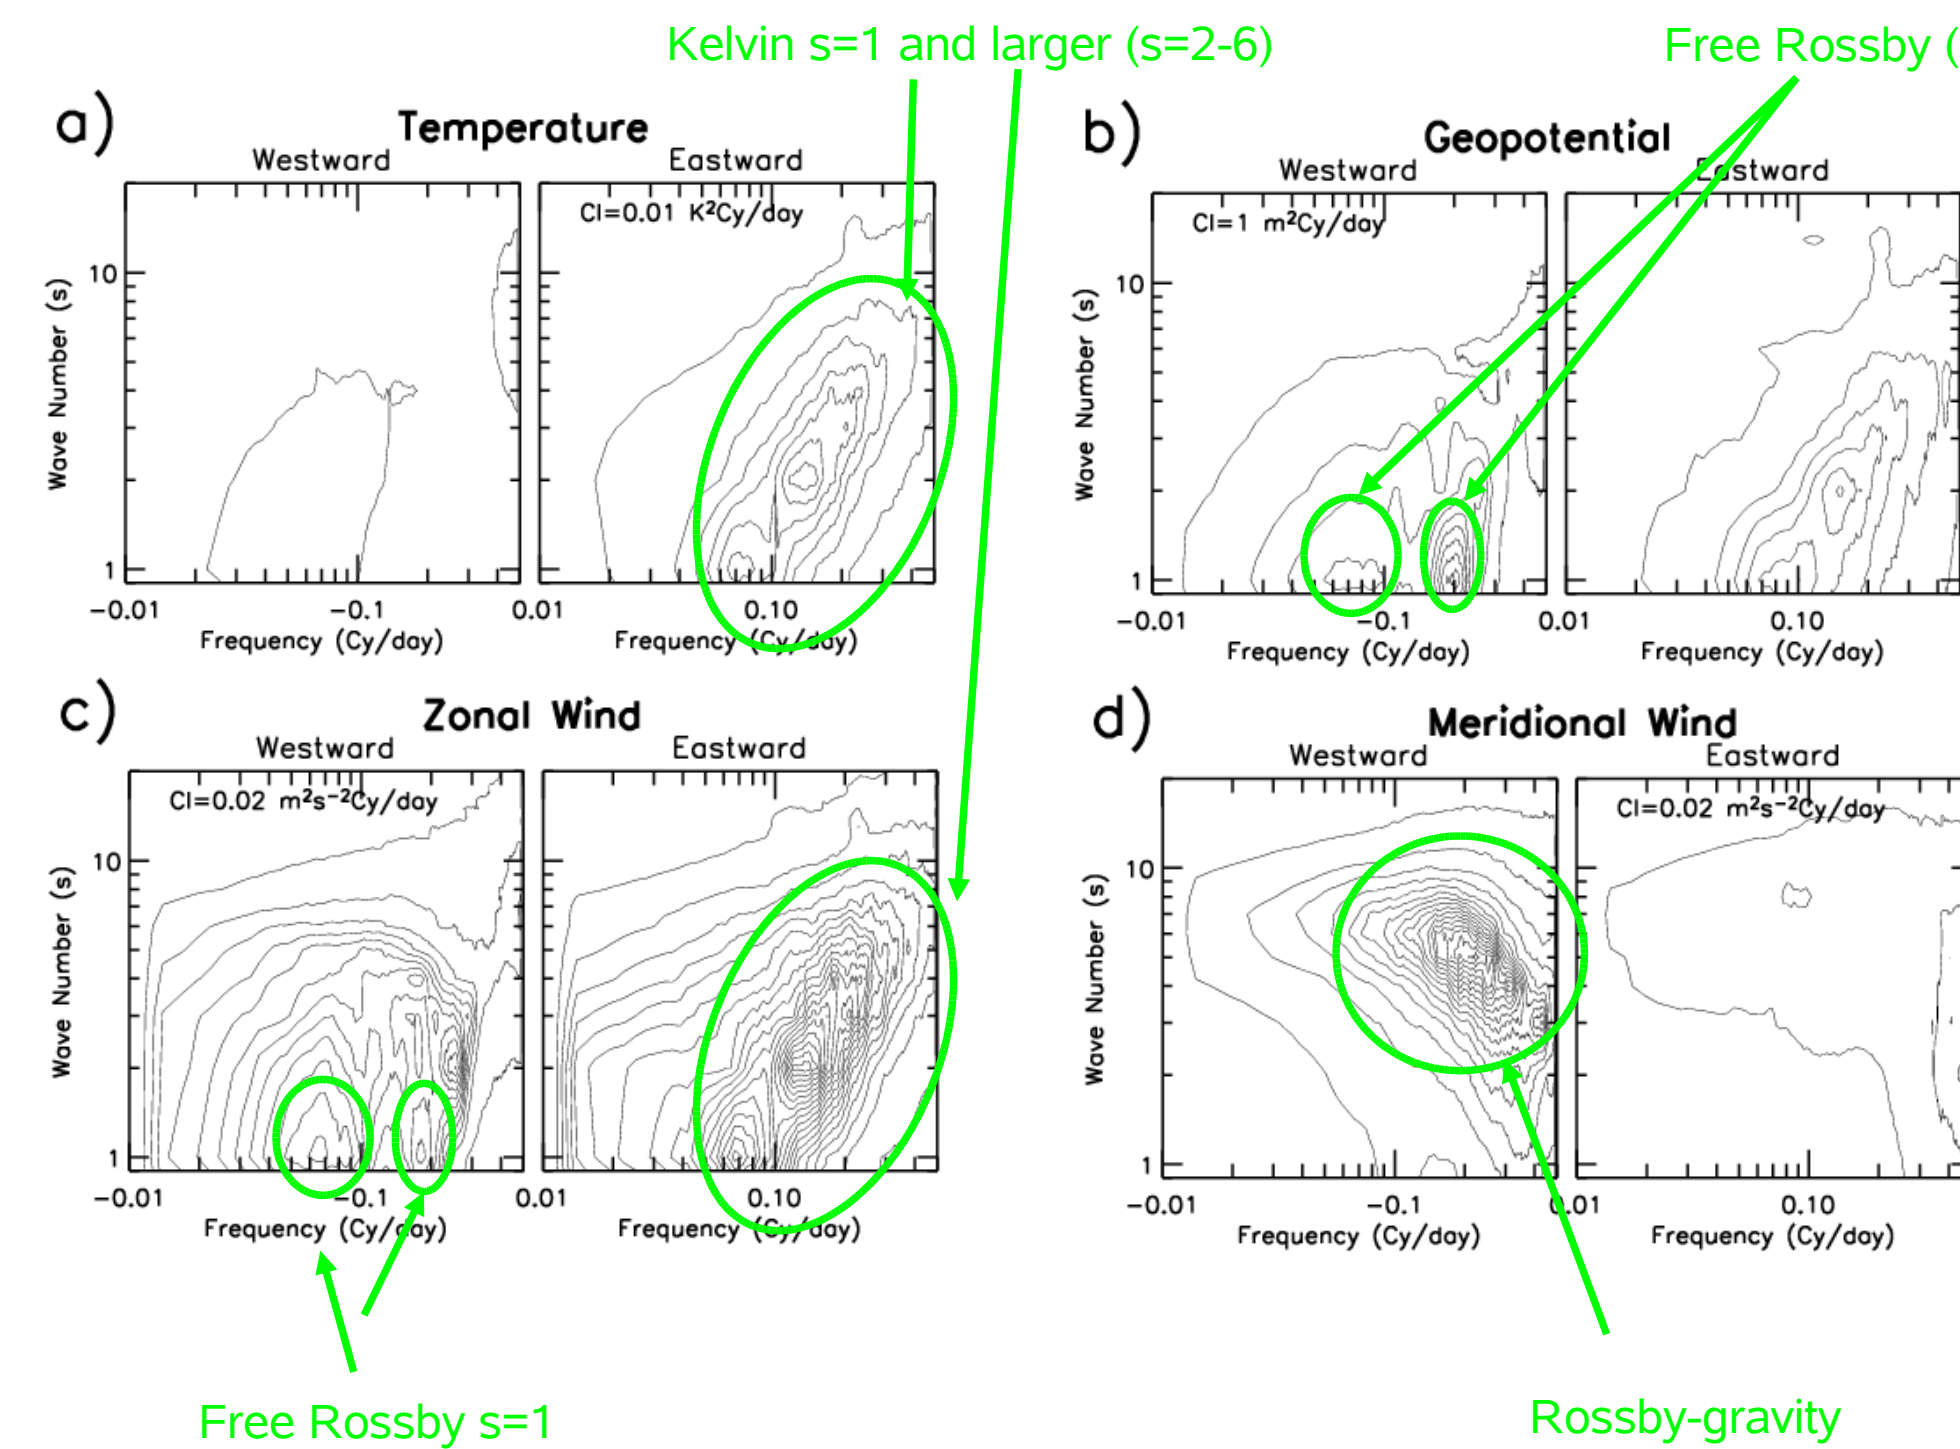 Kelvin s=1 and larger (s=2-6)
Free Rossby (
a)
Temperature
Westward
Eastward
CI=0.01 K²Cy/day
Wave Number (s)
10
1
-0.01
-0.1
0.01
0.10
Frequency (Cy/day)
Frequency (Cy/day)
b)
Geopotential
Westward
Eastward
CI=1 m²Cy/day
Wave Number (s)
10
1
-0.01
-0.1
0.01
0.10
Frequency (Cy/day)
Frequency (Cy/day)
c)
Zonal Wind
Westward
Eastward
CI=0.02 m²s⁻²Cy/day
Wave Number (s)
10
1
-0.01
-0.1
0.01
0.10
Frequency (Cy/day)
Frequency (Cy/day)
d)
Meridional Wind
Westward
Eastward
CI=0.02 m²s⁻²Cy/day
Wave Number (s)
10
1
-0.01
-0.1
0.01
0.10
Frequency (Cy/day)
Frequency (Cy/day)
Free Rossby s=1
Rossby-gravity